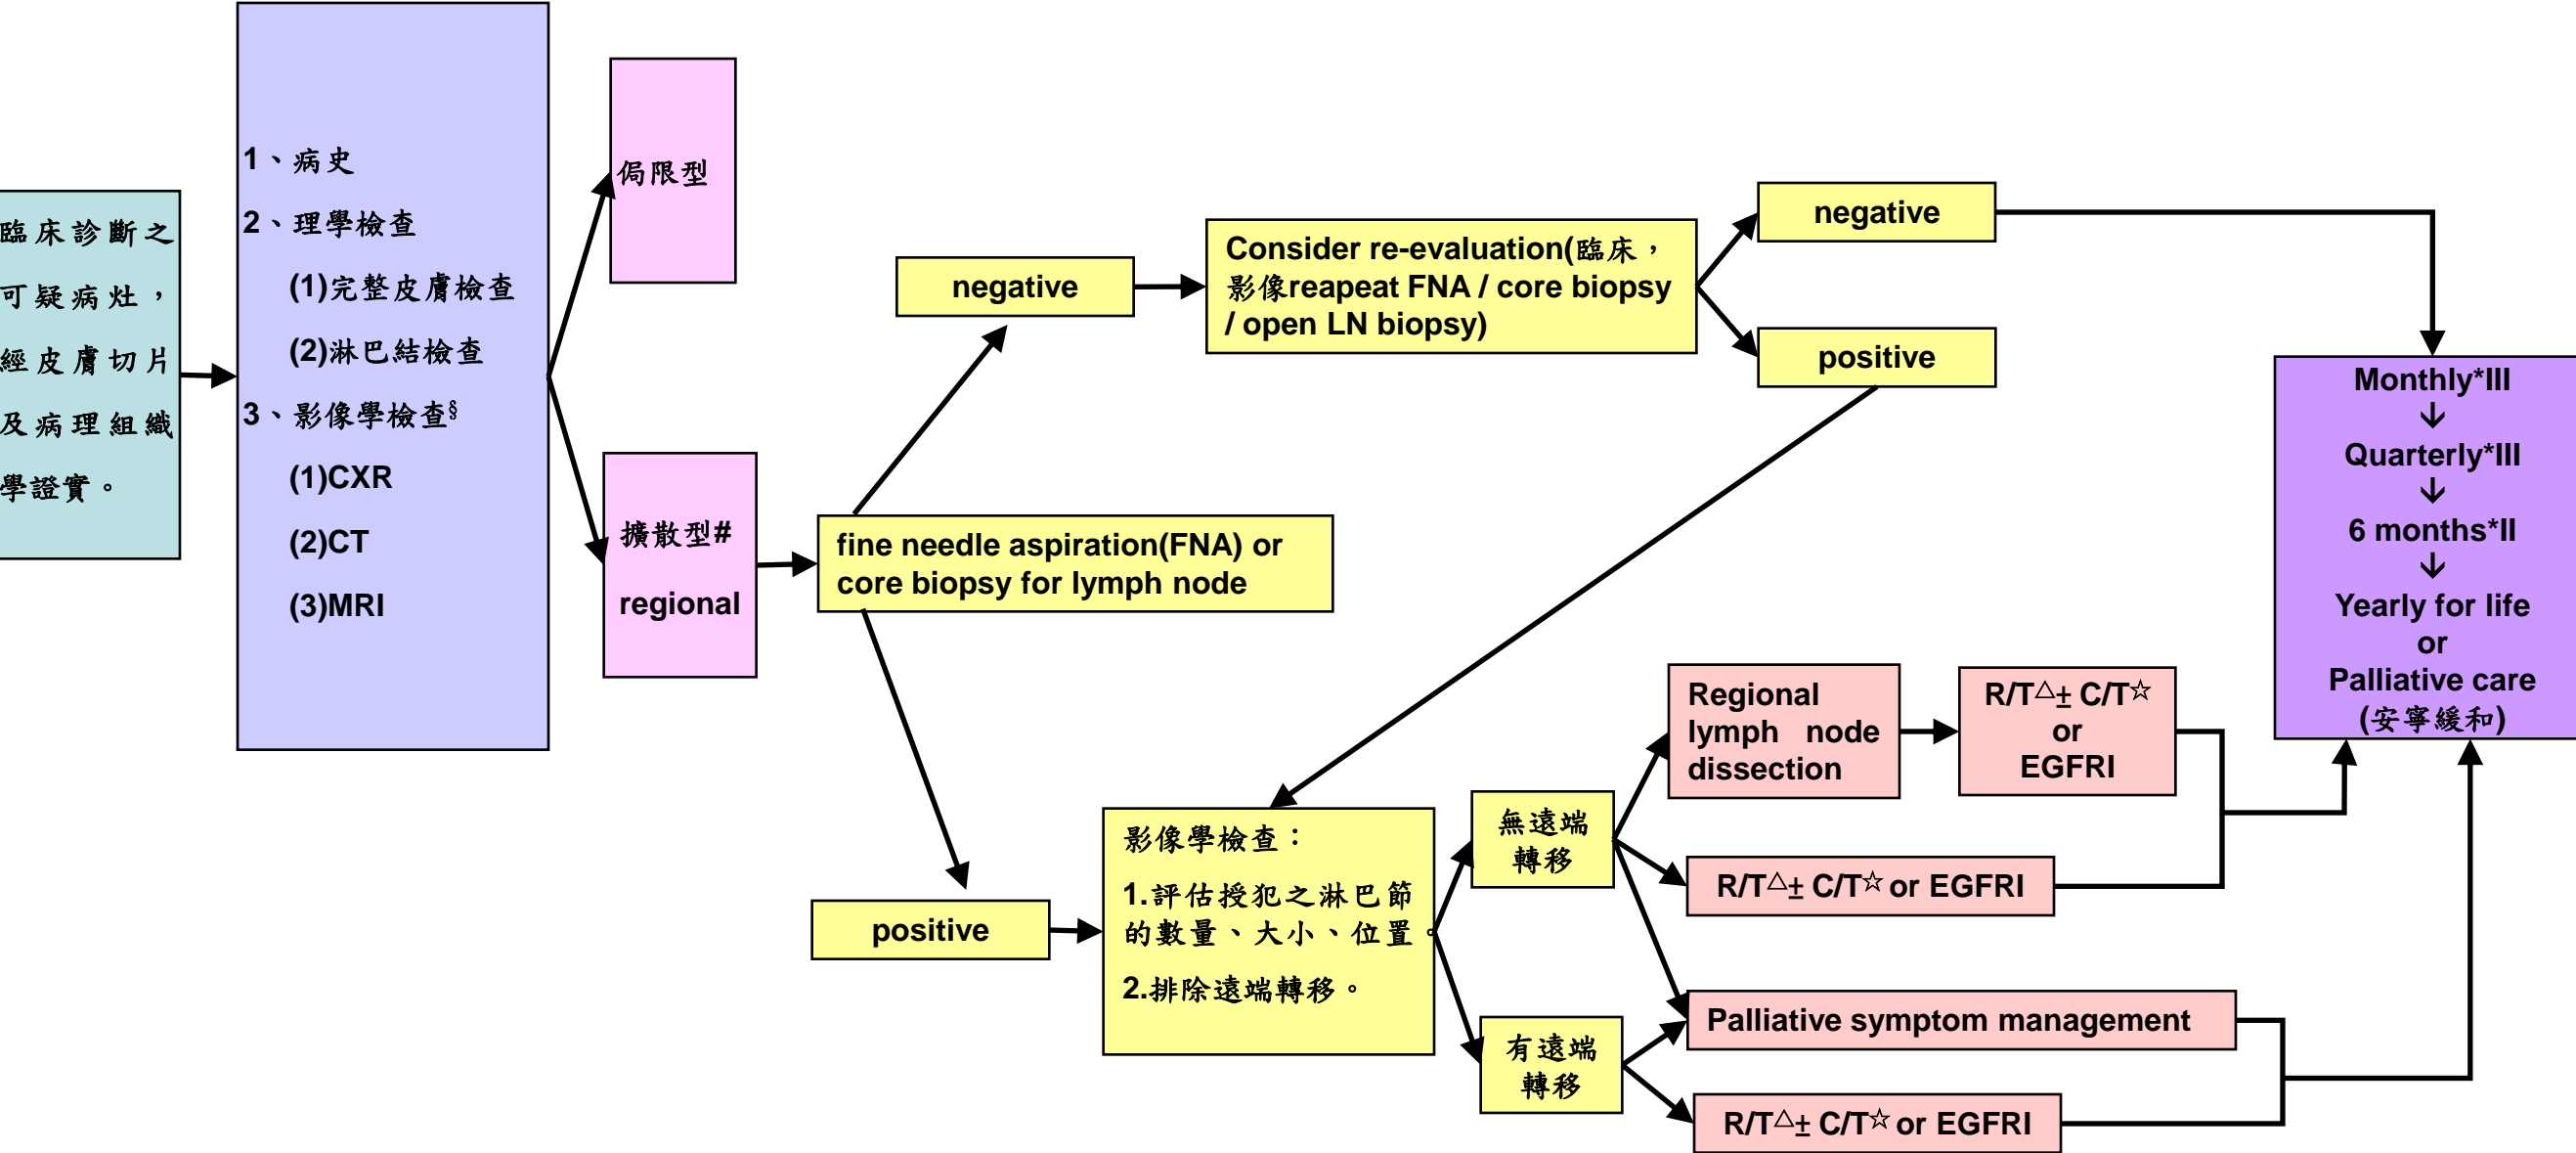 臨床診斷之
可疑病灶，
經皮膚切片
及病理組織
學證實。
1、病史
2、理學檢查
(1)完整皮膚檢查
(2)淋巴結檢查
3、影像學檢查§
(1)CXR
(2)CT
(3)MRI
侷限型
擴散型#
regional
fine needle aspiration(FNA) or
core biopsy for lymph node
negative
Consider re-evaluation(臨床，
影像reapeat FNA / core biopsy
/ open LN biopsy)
negative
positive
positive
影像學檢查：
1.評估授犯之淋巴節
的數量、大小、位置。
2.排除遠端轉移。
無遠端
轉移
有遠端
轉移
Regional
lymph node
dissection
R/T△± C/T☆
or
EGFRI
R/T△± C/T☆ or EGFRI
Palliative symptom management
R/T△± C/T☆ or EGFRI
Monthly*III
↓
Quarterly*III
↓
6 months*II
↓
Yearly for life
or
Palliative care
(安寧緩和)